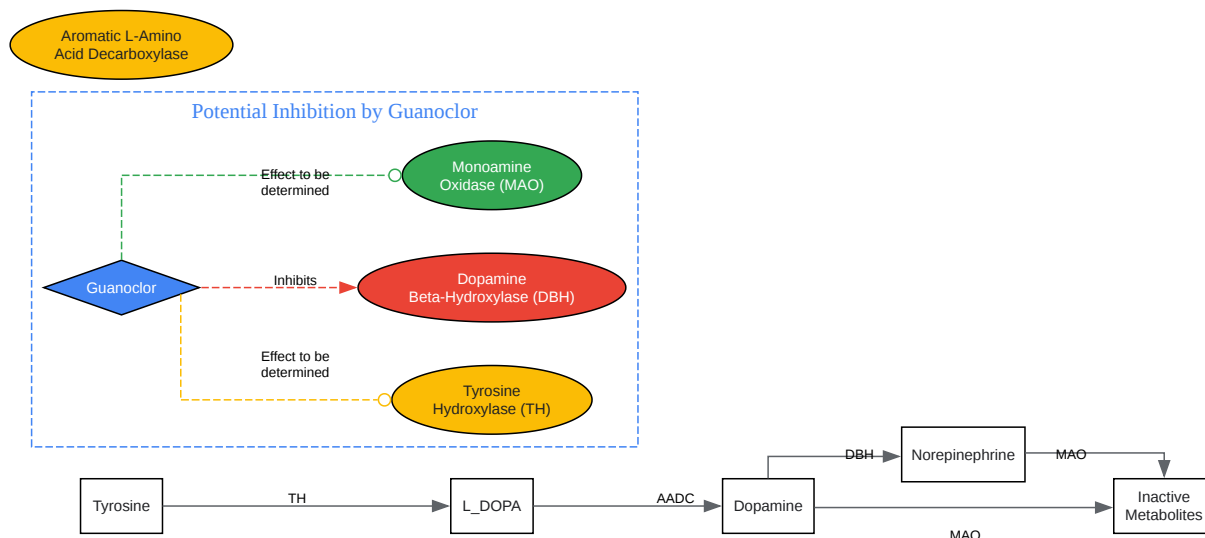 Aromatic L-Amino
Acid Decarboxylase
Potential Inhibition by Guanoclor
Monoamine
Oxidase (MAO)
Effect to be
determined
Guanoclor
Inhibits
Dopamine
Beta-Hydroxylase (DBH)
Effect to be
determined
Tyrosine
Hydroxylase (TH)
DBH
Norepinephrine
MAO
Tyrosine
TH
L_DOPA
AADC
Dopamine
MAO
Inactive
Metabolites